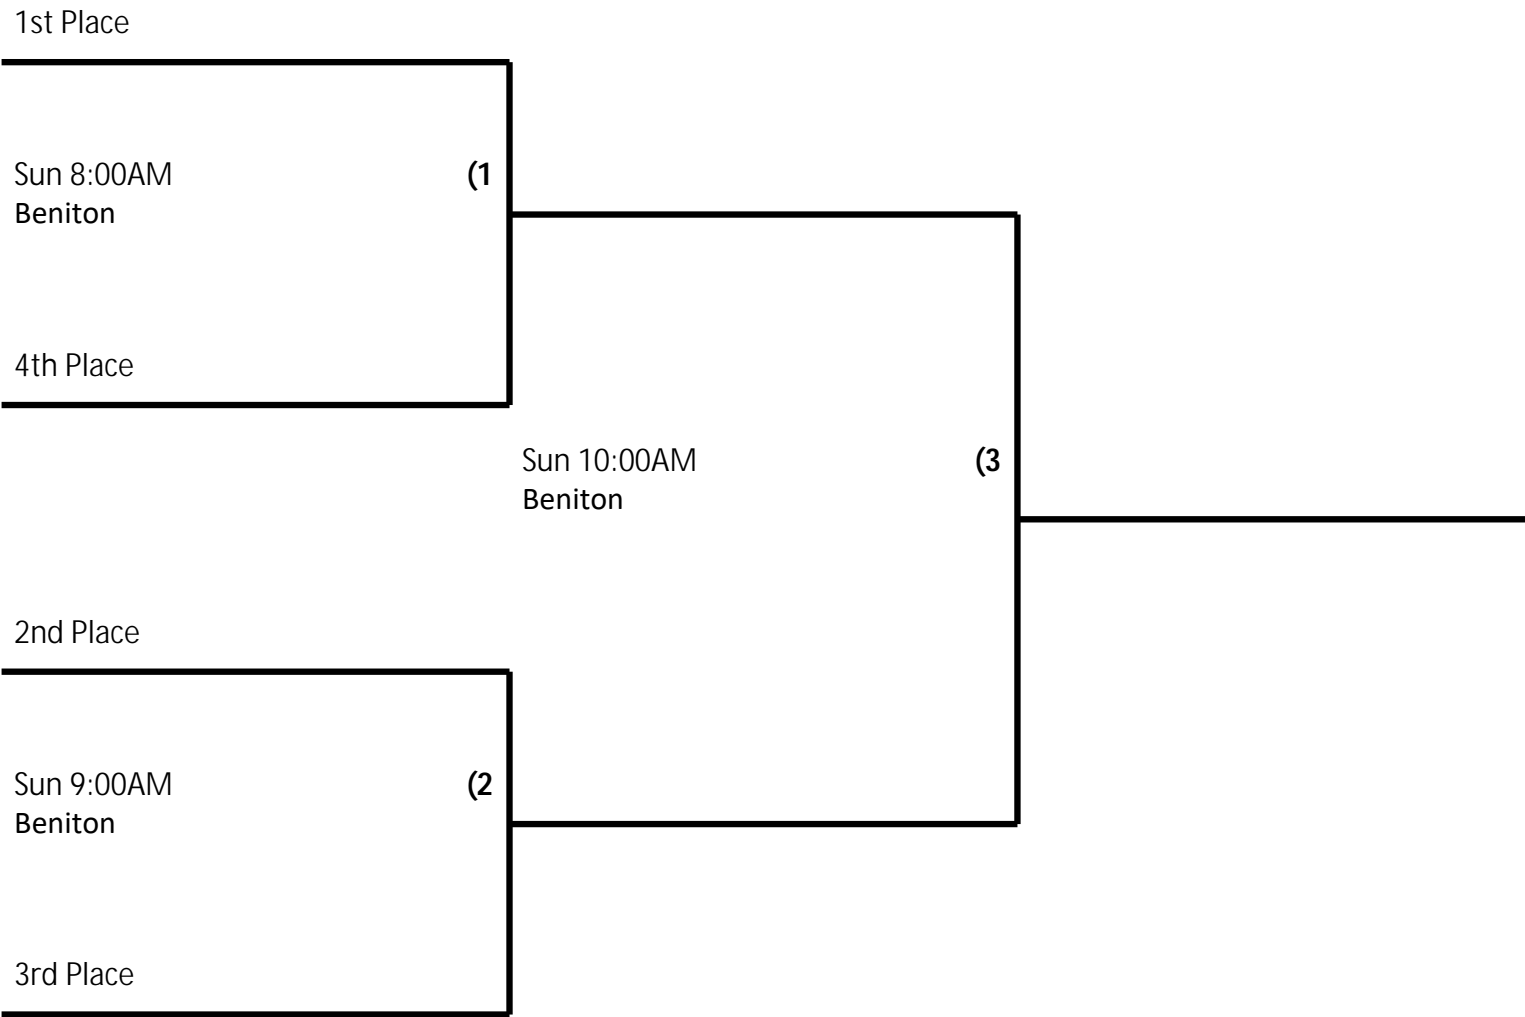 1st Place
Sun 8:00AM (1
Beniton
4th Place
Sun 10:00AM (3
Beniton
2nd Place
Sun 9:00AM (2
Beniton
3rd Place